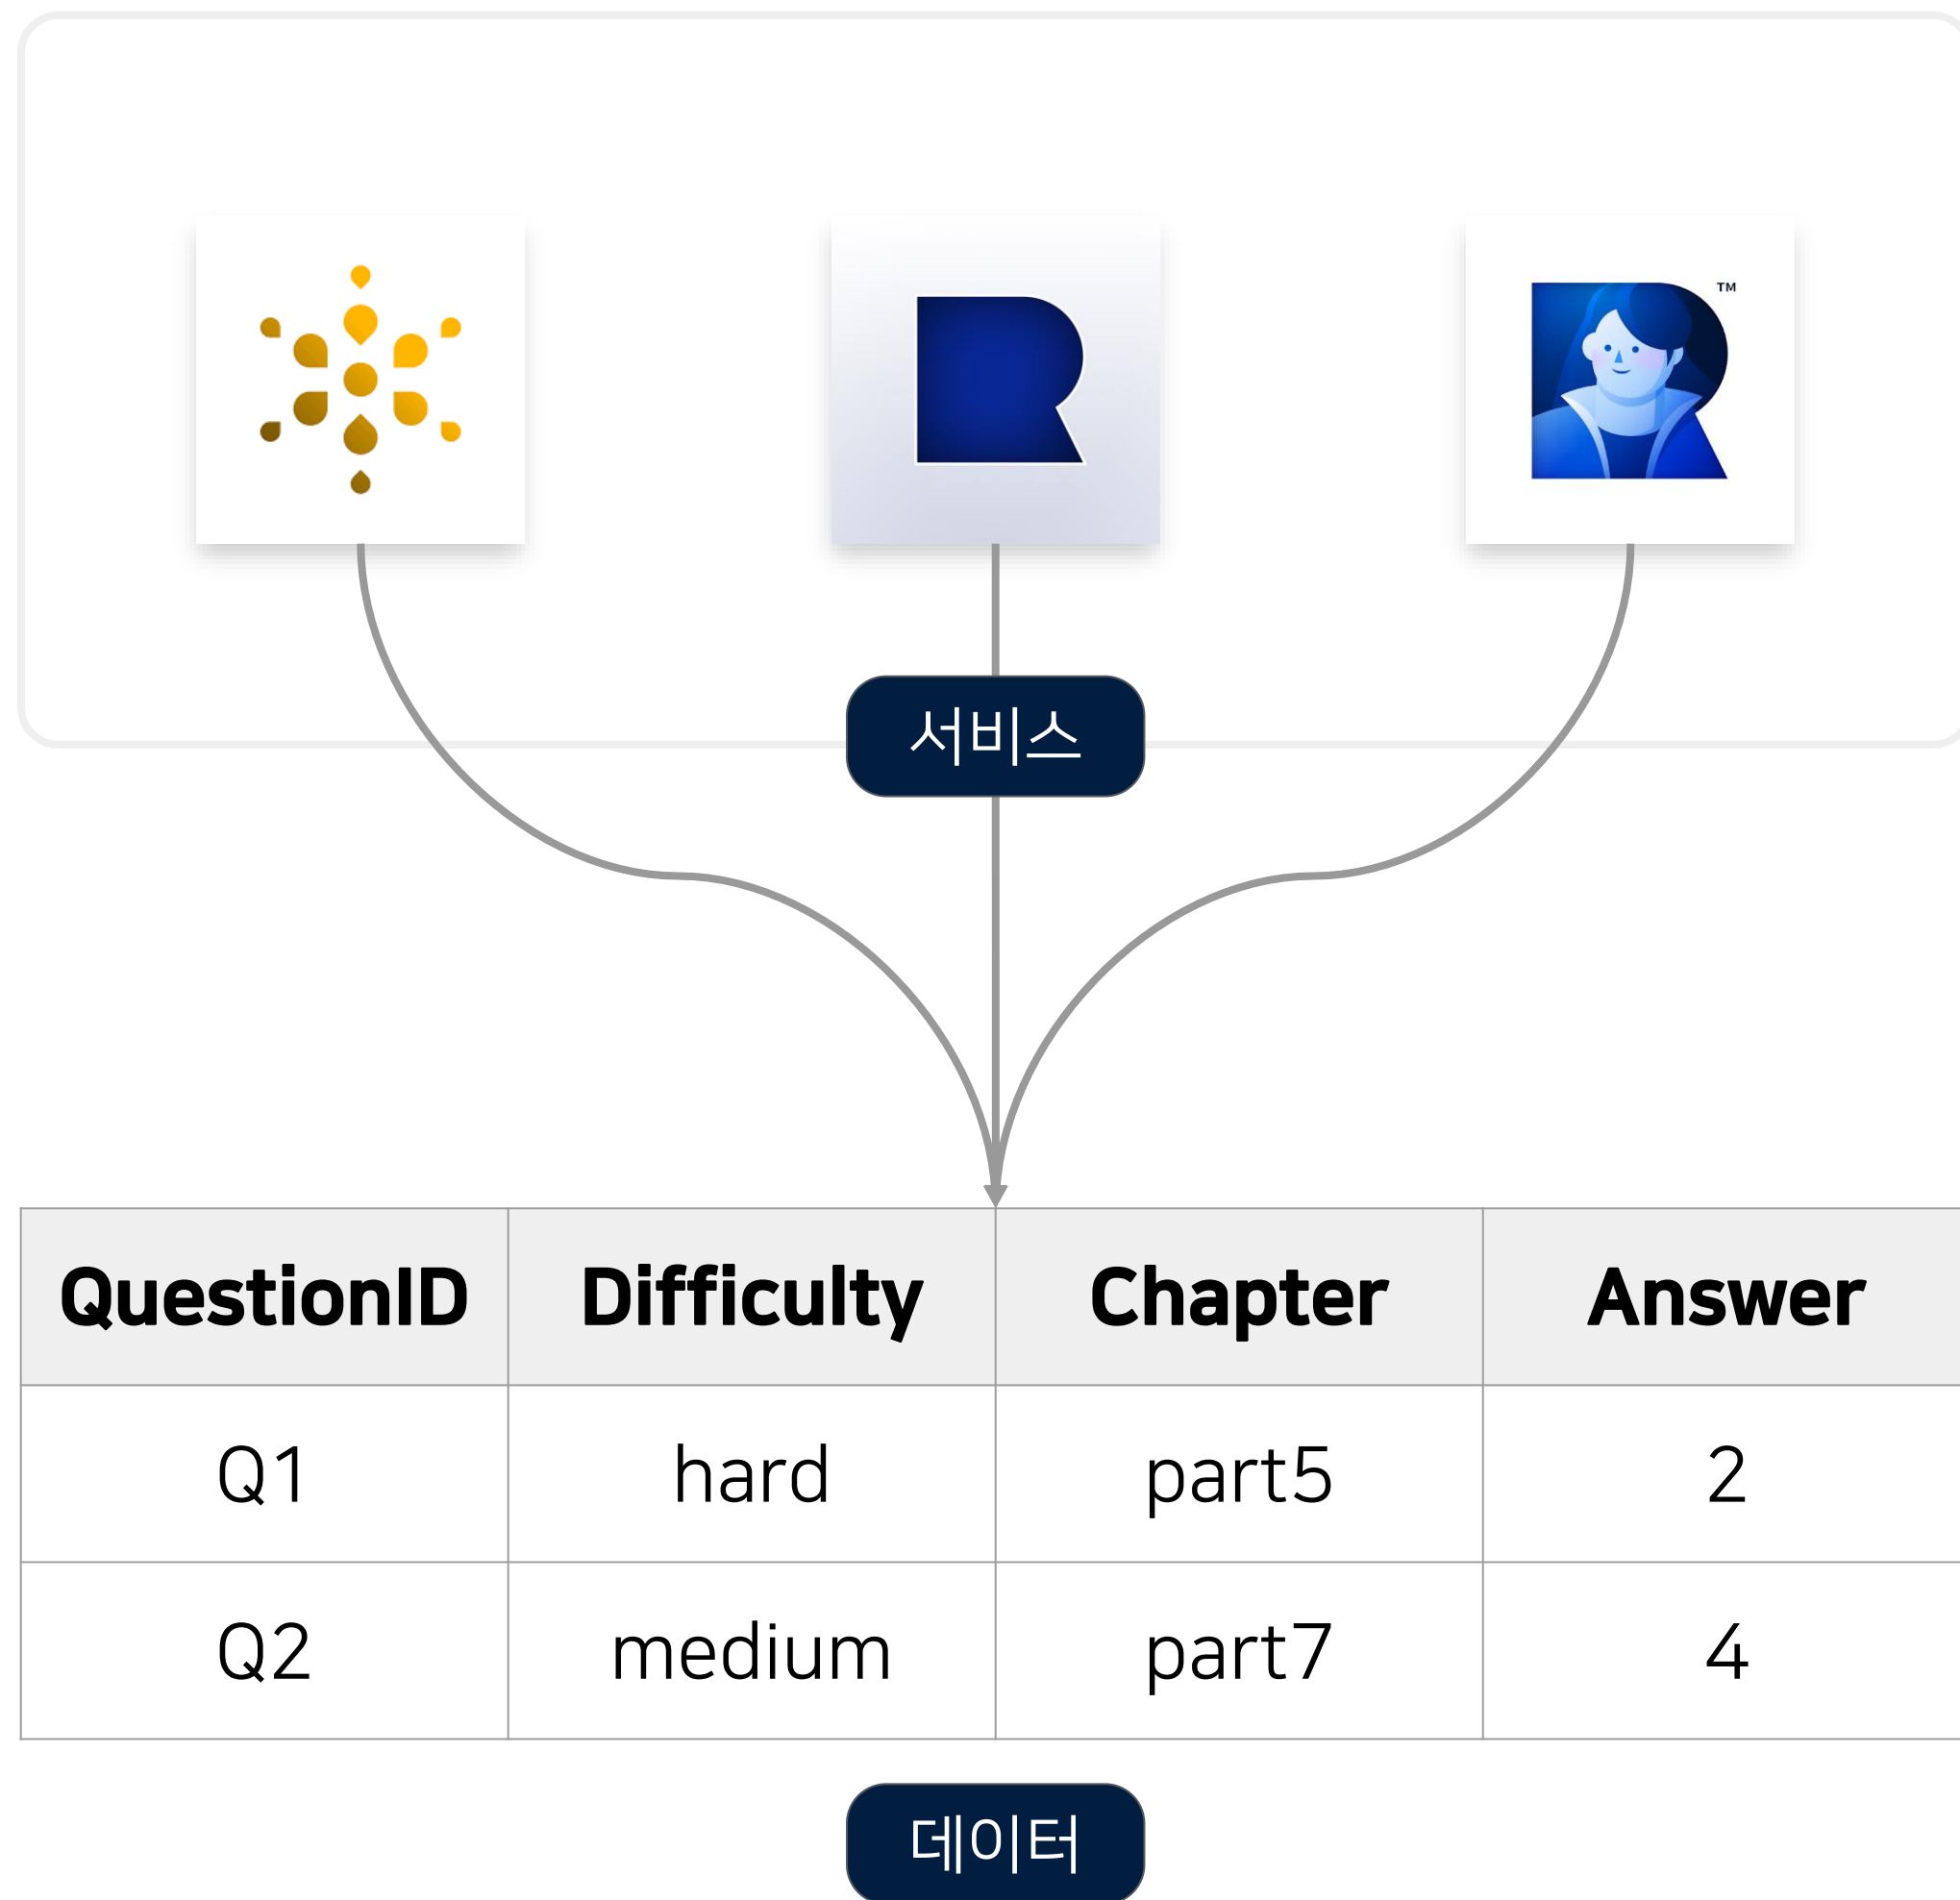 TM
서비스
QuestionID Difficulty Chapter Answer
Q1 hard part5 2
Q2 medium part7 4
데이터